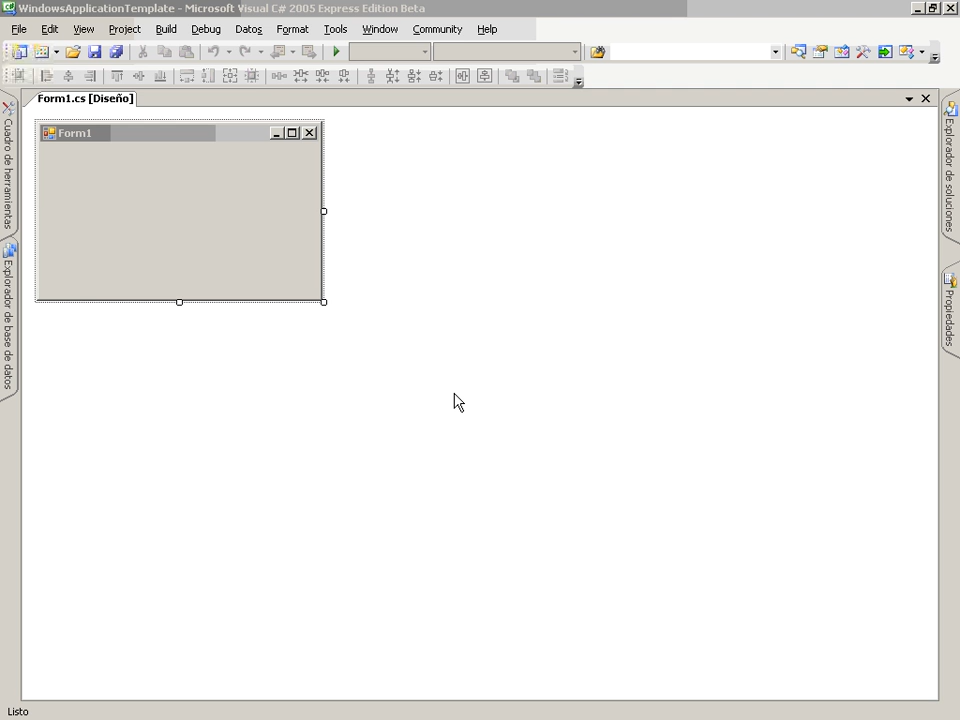 WindowsApplicationTemplate - Microsoft Visual C# 2005 Express Edition Beta
File Edit View Project Build Debug Datos Format Tools Window Community Help
Form1.cs [Diseño]
Form1
Cuadro de herramientas
Explorador de base de datos
Explorador de soluciones
Propiedades
Listo